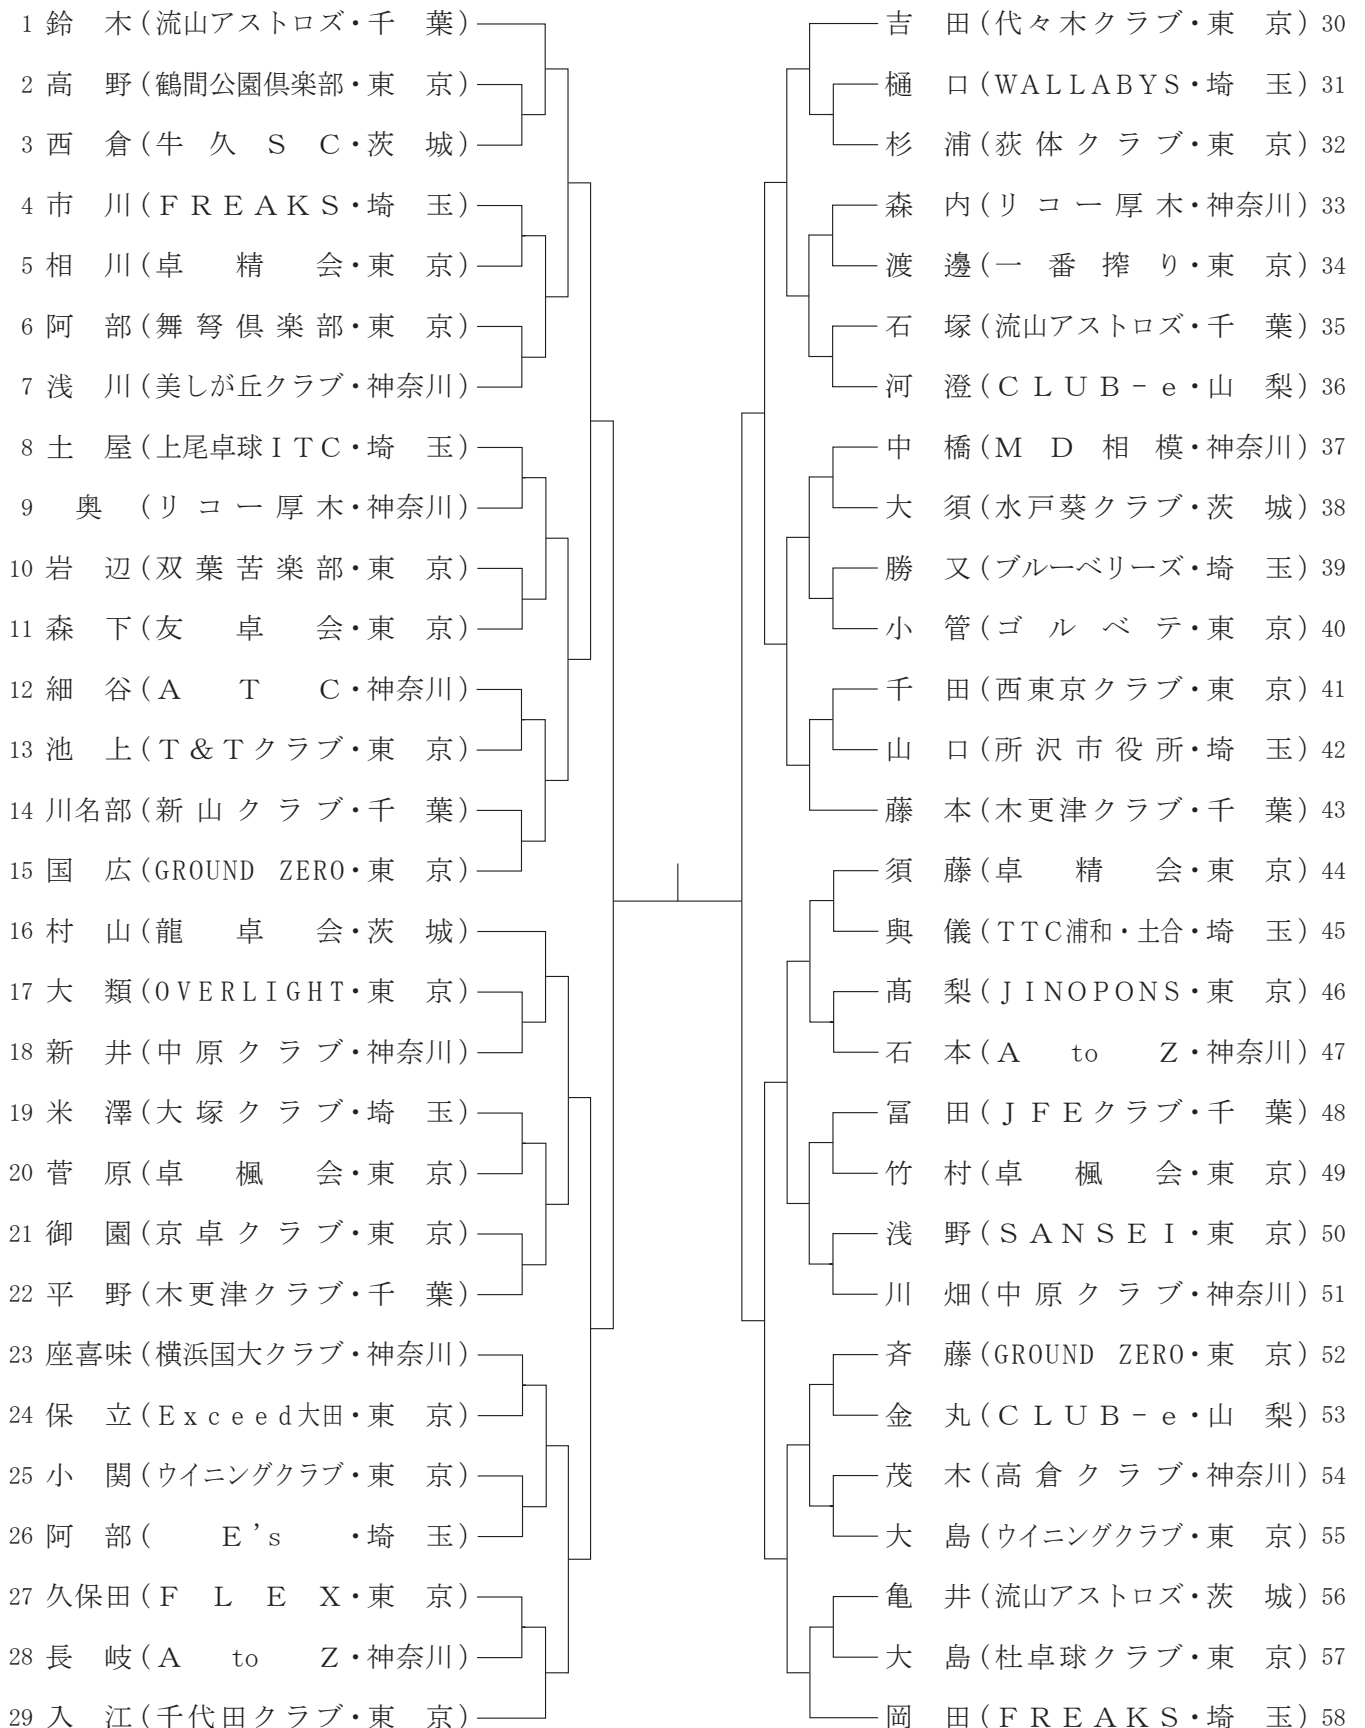 1 鈴木(流山アストロズ・千葉)
2 高野(鶴間公園倶楽部・東京)
3 西倉(牛久SC・茨城)
4 市川(FREAKS・埼玉)
5 相川(卓精会・東京)
6 阿部(舞弩倶楽部・東京)
7 浅川(美しが丘クラブ・神奈川)
8 土屋(上尾卓球ITC・埼玉)
9 奥(リコー厚木・神奈川)
10 岩辺(双葉苦楽部・東京)
11 森下(友卓会・東京)
12 細谷(ATC・神奈川)
13 池上(T&Tクラブ・東京)
14 川名部(新山クラブ・千葉)
15 国広(GROUND ZERO・東京)
16 村山(龍卓会・茨城)
17 大類(OVERLIGHT・東京)
18 新井(中原クラブ・神奈川)
19 米澤(大塚クラブ・埼玉)
20 菅原(卓楓会・東京)
21 御園(京卓クラブ・東京)
22 平野(木更津クラブ・千葉)
23 座喜味(横浜国大クラブ・神奈川)
24 保立(Exceed大田・東京)
25 小関(ウイニングクラブ・東京)
26 阿部(E's・埼玉)
27 久保田(FLEX・東京)
28 長岐(A to Z・神奈川)
29 入江(千代田クラブ・東京)
吉田(代々木クラブ・東京) 30
樋口(WALLABYS・埼玉) 31
杉浦(荻体クラブ・東京) 32
森内(リコー厚木・神奈川) 33
渡邊(一番搾り・東京) 34
石塚(流山アストロズ・千葉) 35
河澄(CLUB-e・山梨) 36
中橋(MD相模・神奈川) 37
大須(水戸葵クラブ・茨城) 38
勝又(ブルーベリーズ・埼玉) 39
小管(ゴルベテ・東京) 40
千田(西東京クラブ・東京) 41
山口(所沢市役所・埼玉) 42
藤本(木更津クラブ・千葉) 43
須藤(卓精会・東京) 44
與儀(TTC浦和・土合・埼玉) 45
髙梨(JINOPONS・東京) 46
石本(A to Z・神奈川) 47
冨田(JFEクラブ・千葉) 48
竹村(卓楓会・東京) 49
浅野(SANSEI・東京) 50
川畑(中原クラブ・神奈川) 51
斉藤(GROUND ZERO・東京) 52
金丸(CLUB-e・山梨) 53
茂木(高倉クラブ・神奈川) 54
大島(ウイニングクラブ・東京) 55
亀井(流山アストロズ・茨城) 56
大島(杜卓球クラブ・東京) 57
岡田(FREAKS・埼玉) 58